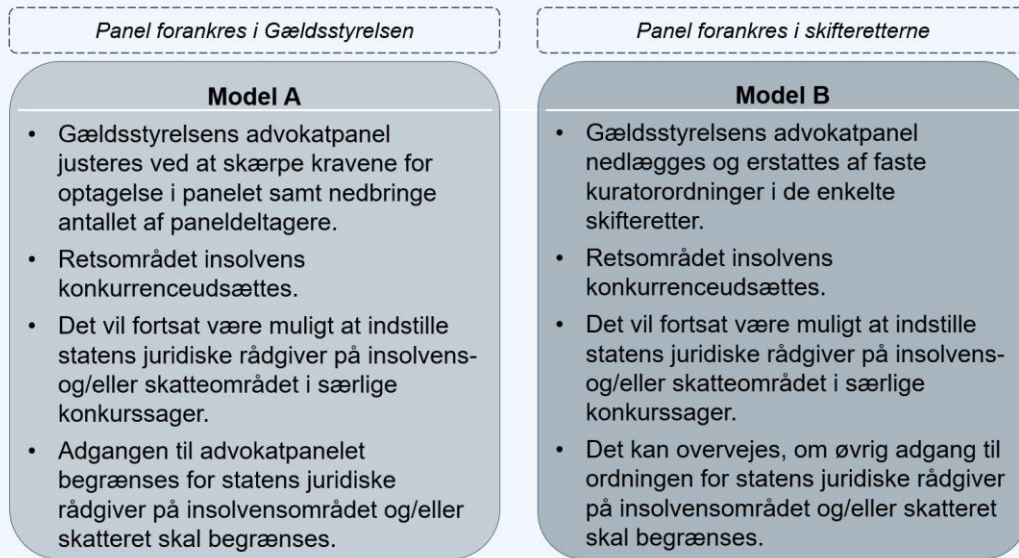 Panel forankres i Gældsstyrelsen
Model A
• Gældsstyrelsens advokatpanel
justeres ved at skærpe kravene for
optagelse i panelet samt nedbringe
antallet af paneldeltagere.
• Retsområdet insolvens
konkurrenceudsættes.
• Det vil fortsat være muligt at indstille
statens juridiske rådgiver på insolvens-
og/eller skatteområdet i særlige
konkurssager.
• Adgangen til advokatpanelet
begrænses for statens juridiske
rådgiver på insolvensområdet og/eller
skatteret skal begrænses.
Panel forankres i skifteretterne
Model B
• Gældsstyrelsens advokatpanel
nedlægges og erstattes af faste
kuratorordninger i de enkelte
skifteretter.
• Retsområdet insolvens
konkurrenceudsættes.
• Det vil fortsat være muligt at indstille
statens juridiske rådgiver på insolvens-
og/eller skatteområdet i særlige
konkurssager.
• Det kan overvejes, om øvrig adgang til
ordningen for statens juridiske rådgiver
på insolvensområdet og/eller skatteret
skal begrænses.